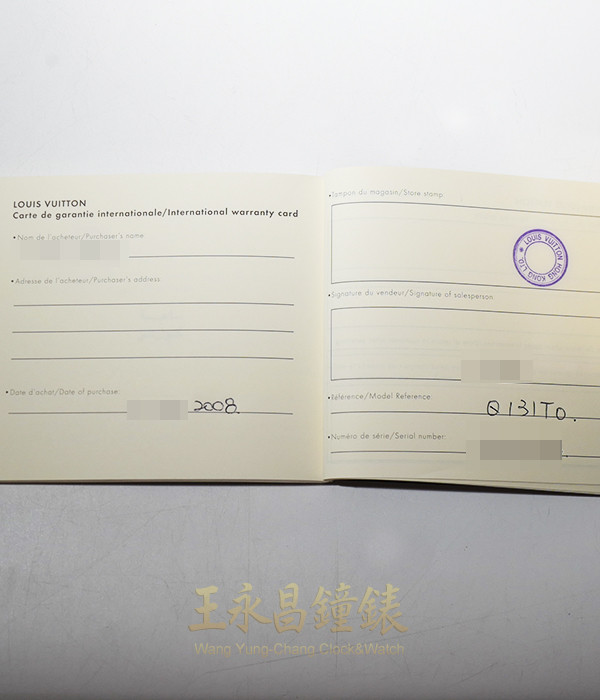 LOUIS VUITTON
Carte de garantie internationale/International warranty card
• Nom de l'acheteur/Purchaser's name
• Adresse de l'acheteur/Purchaser's address
• Date d'achat/Date of purchase:
2008.
• Tampon du magasin/Store stamp
LOUIS VUITTON HONG KONG LTD. *
• Signature du vendeur/Signature of salesperson
• Référence/Model Reference:
Q131T0.
• Numéro de série/Serial number:
王永昌鐘錶
Wang Yung-Chang Clock&Watch